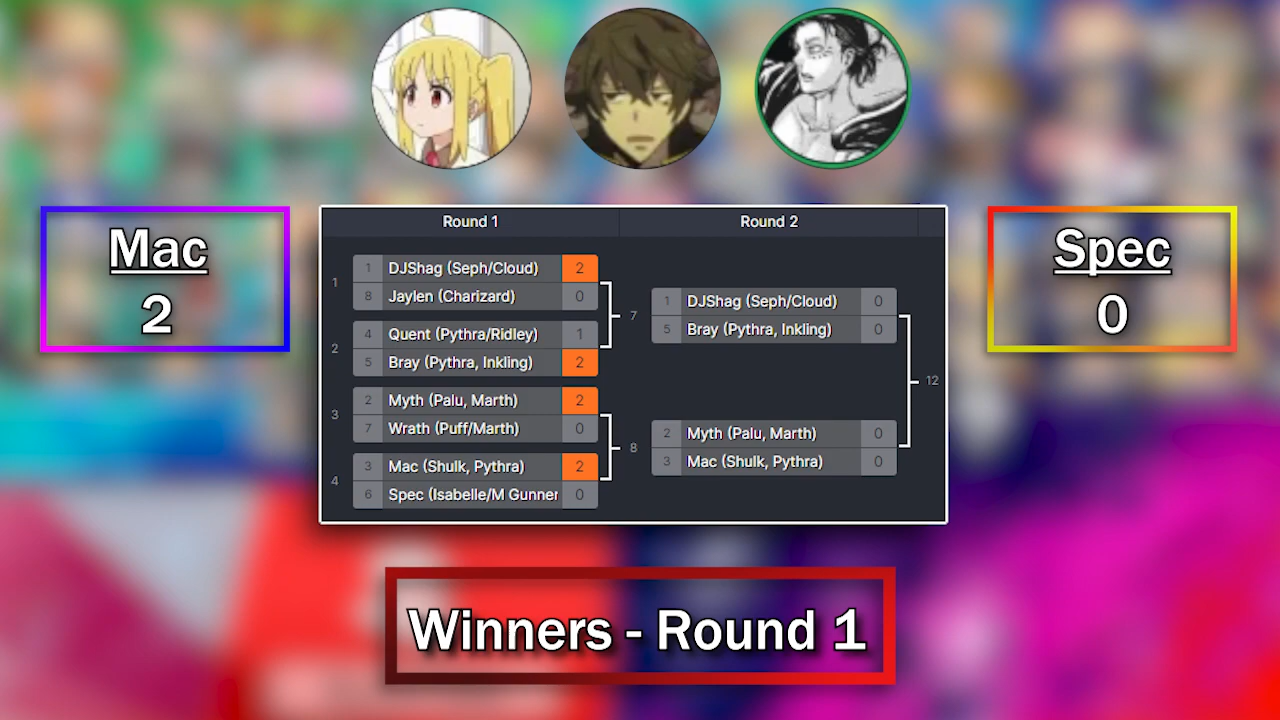 Mac
2
Spec
0
Round 1
Round 2
1
1 DJShag (Seph/Cloud) 2
8 Jaylen (Charizard) 0
2
4 Quent (Pythra/Ridley) 1
5 Bray (Pythra, Inkling) 2
3
2 Myth (Palu, Marth) 2
7 Wrath (Puff/Marth) 0
4
3 Mac (Shulk, Pythra) 2
6 Spec (Isabelle/M Gunner 0
7
1 DJShag (Seph/Cloud) 0
5 Bray (Pythra, Inkling) 0
8
2 Myth (Palu, Marth) 0
3 Mac (Shulk, Pythra) 0
12
Winners - Round 1